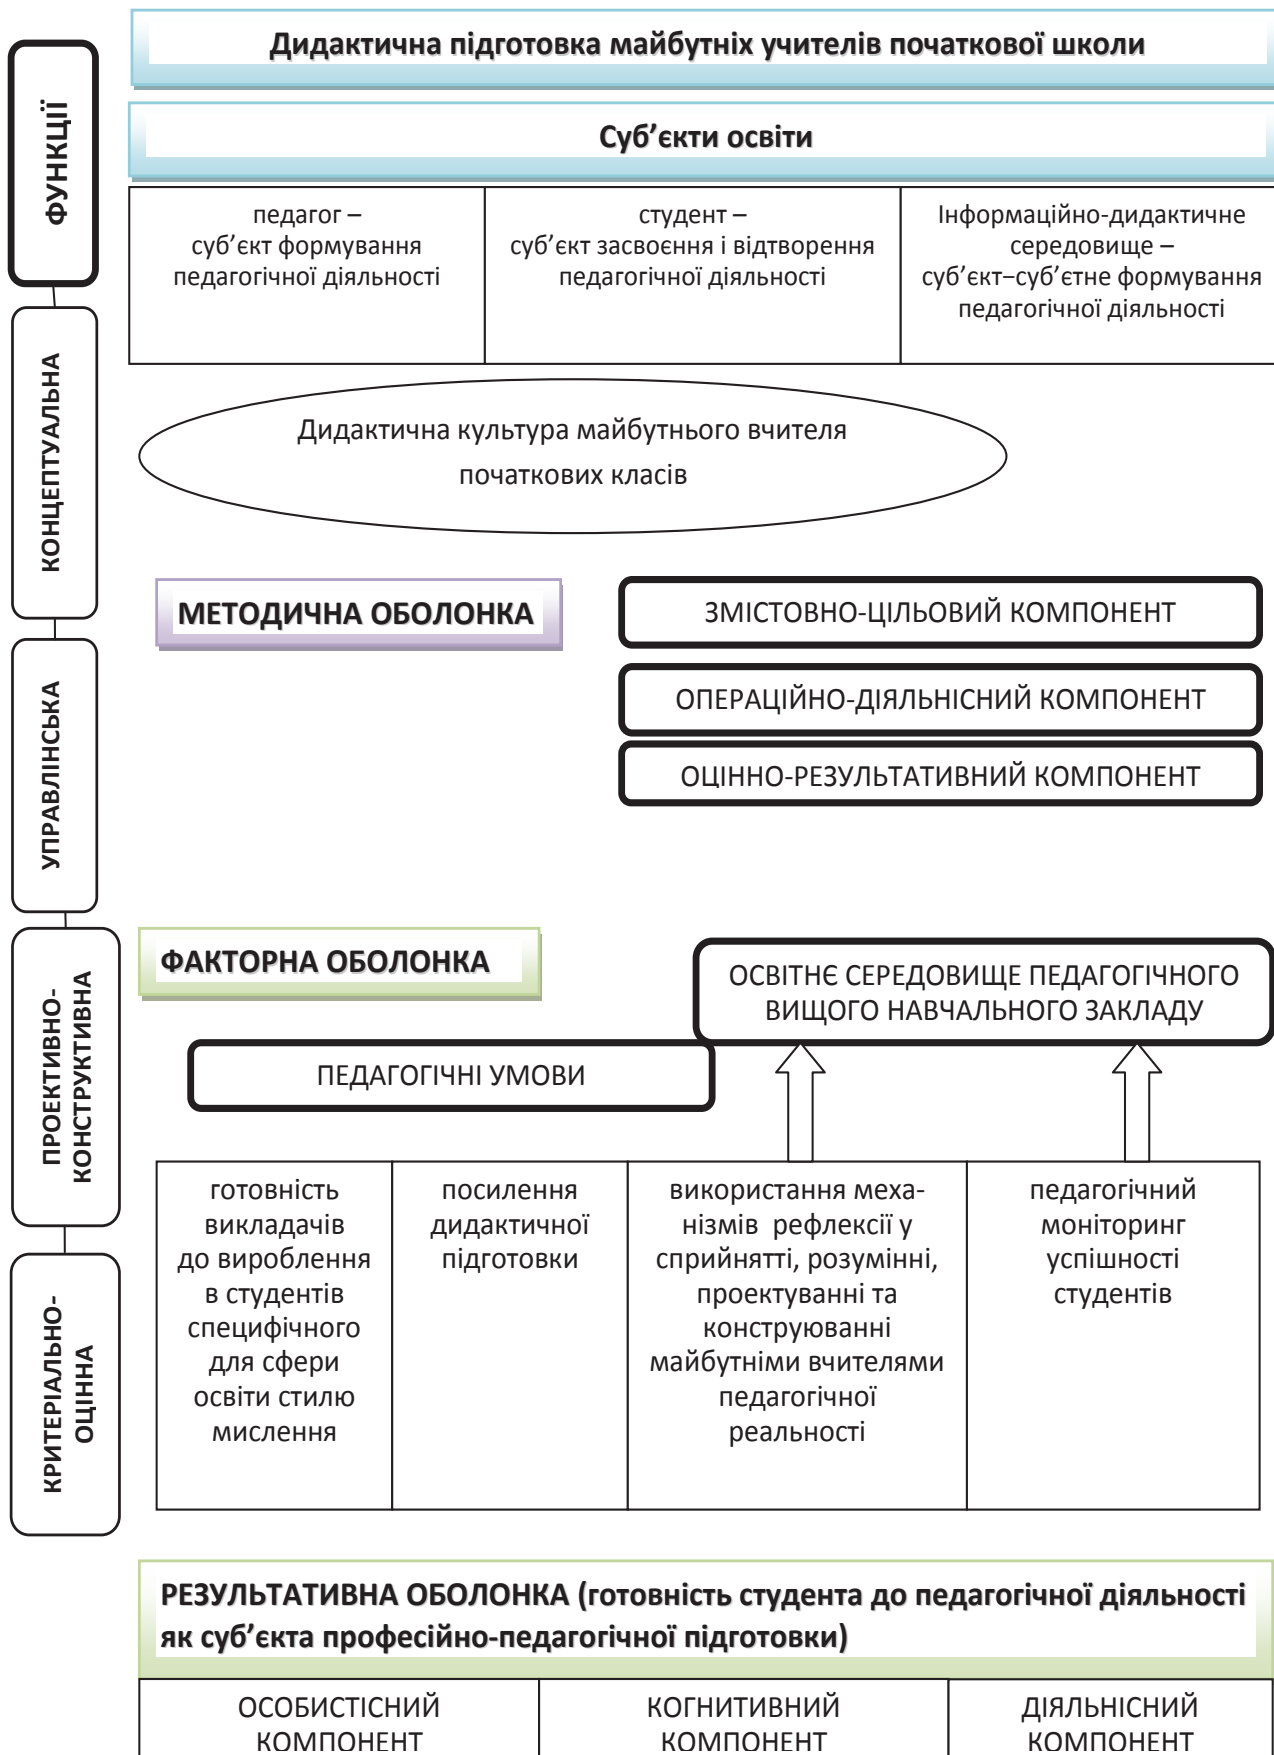 Дидактична підготовка майбутніх учителів початкової школи
Суб’єкти освіти
ФУНКЦІЇ
педагог –
суб’єкт формування
педагогічної діяльності
студент –
суб’єкт засвоєння і відтворення
педагогічної діяльності
Інформаційно-дидактичне
середовище –
суб’єкт–суб’єтне формування
педагогічної діяльності
КОНЦЕПТУАЛЬНА
Дидактична культура майбутнього вчителя
початкових класів
МЕТОДИЧНА ОБОЛОНКА
ЗМІСТОВНО-ЦІЛЬОВИЙ КОМПОНЕНТ
ОПЕРАЦІЙНО-ДІЯЛЬНІСНИЙ КОМПОНЕНТ
ОЦІННО-РЕЗУЛЬТАТИВНИЙ КОМПОНЕНТ
УПРАВЛІНСЬКА
ФАКТОРНА ОБОЛОНКА
ОСВІТНЄ СЕРЕДОВИЩЕ ПЕДАГОГІЧНОГО
ВИЩОГО НАВЧАЛЬНОГО ЗАКЛАДУ
ПЕДАГОГІЧНІ УМОВИ
ПРОЕКТИВНО-
КОНСТРУКТИВНА
готовність
викладачів
до вироблення
в студентів
специфічного
для сфери
освіти стилю
мислення
посилення
дидактичної
підготовки
використання меха-
нізмів рефлексії у
сприйнятті, розумінні,
проектуванні та
конструюванні
майбутніми вчителями
педагогічної
реальності
педагогічний
моніторинг
успішності
студентів
КРИТЕРІАЛЬНО-
ОЦІННА
РЕЗУЛЬТАТИВНА ОБОЛОНКА (готовність студента до педагогічної діяльності
як суб’єкта професійно-педагогічної підготовки)
ОСОБИСТІСНИЙ
КОМПОНЕНТ
КОГНИТИВНИЙ
КОМПОНЕНТ
ДІЯЛЬНІСНИЙ
КОМПОНЕНТ